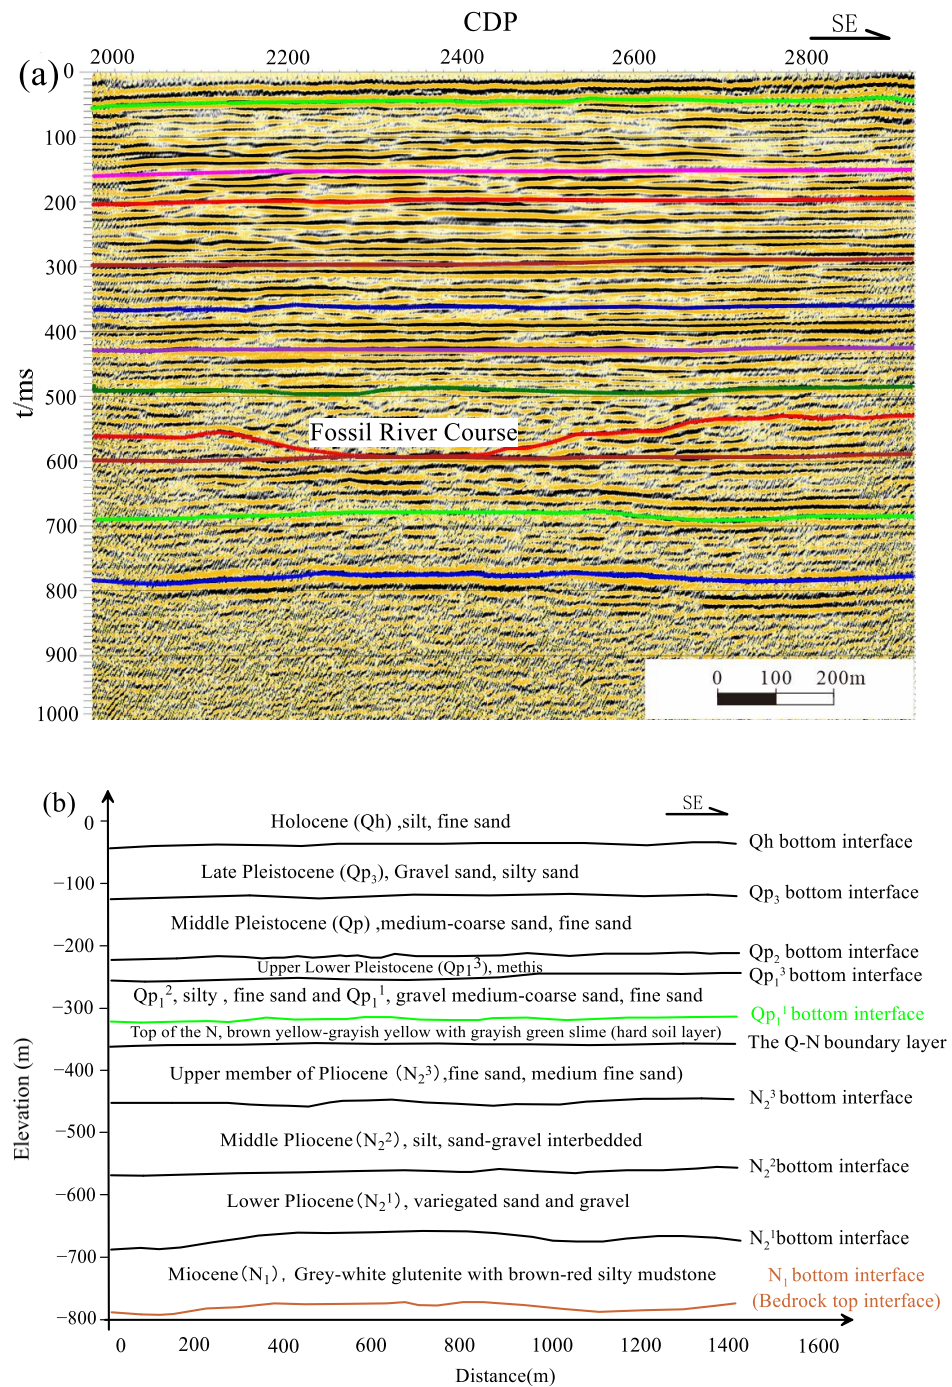 CDP
SE
(a)
2000 2200 2400 2600 2800
0
100
200
300
400
t/ms
500
Fossil River Course
600
700
800
900
0 100 200m
1000
(b)
SE
0
Holocene (Qh) ,silt, fine sand
Qh bottom interface
Late Pleistocene (Qp₃), Gravel sand, silty sand
−100
Qp₃ bottom interface
Middle Pleistocene (Qp) ,medium-coarse sand, fine sand
−200
Qp₂ bottom interface
Upper Lower Pleistocene (Qp₁³), methis
Qp₁³ bottom interface
Qp₁², silty , fine sand and Qp₁¹, gravel medium-coarse sand, fine sand
−300
Qp₁¹ bottom interface
Top of the N, brown yellow-grayish yellow with grayish green slime (hard soil layer)
The Q-N boundary layer
−400
Upper member of Pliocene (N₂³) ,fine sand, medium fine sand)
N₂³ bottom interface
Elevation (m)
−500
Middle Pliocene (N₂²), silt, sand-gravel interbedded
N₂² bottom interface
−600
Lower Pliocene (N₂¹), variegated sand and gravel
N₂¹ bottom interface
−700
Miocene (N₁), Grey-white glutenite with brown-red silty mudstone
N₁ bottom interface
(Bedrock top interface)
−800
0 200 400 600 800 1000 1200 1400 1600
Distance(m)